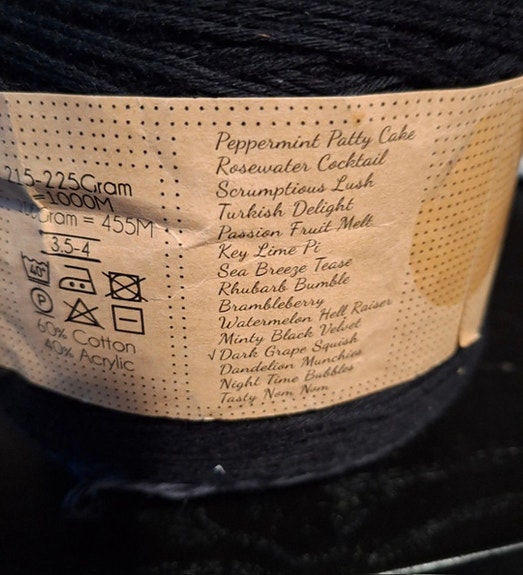 215-225Gram
=1000M
100Gram = 455M
3.5-4
40°
P
60% Cotton
40% Acrylic
Peppermint Patty Cake
Rosewater Cocktail
Scrumptious Lush
Turkish Delight
Passion Fruit Melt
Key Lime Pi
Sea Breeze Tease
Rhubarb Bumble
Brambleberry
Watermelon Hell Raiser
Minty Black Velvet
√ Dark Grape Squish
Dandelion Munchies
Night Time Bubbles
Tasty Nom Nom